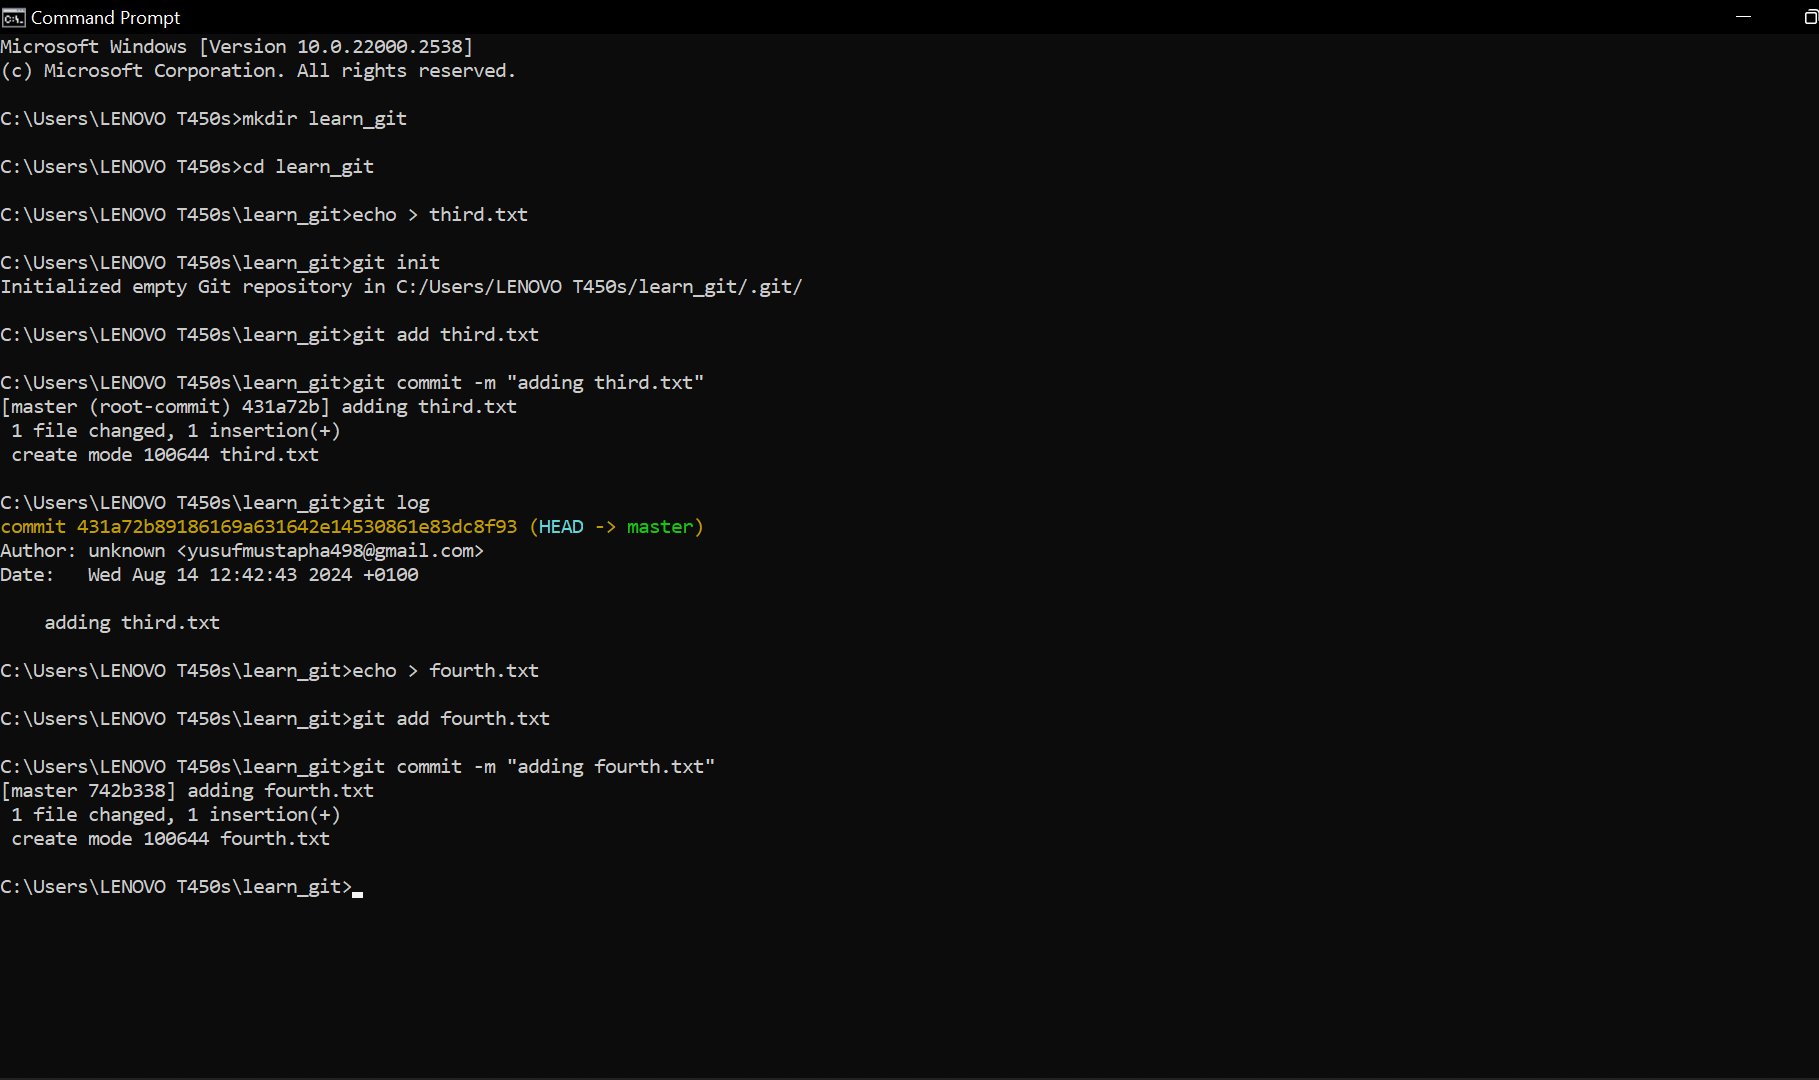 Command Prompt
Microsoft Windows [Version 10.0.22000.2538]
(c) Microsoft Corporation. All rights reserved.
C:\Users\LENOVO T450s>mkdir learn_git
C:\Users\LENOVO T450s>cd learn_git
C:\Users\LENOVO T450s\learn_git>echo > third.txt
C:\Users\LENOVO T450s\learn_git>git init
Initialized empty Git repository in C:/Users/LENOVO T450s/learn_git/.git/
C:\Users\LENOVO T450s\learn_git>git add third.txt
C:\Users\LENOVO T450s\learn_git>git commit -m "adding third.txt"
[master (root-commit) 431a72b] adding third.txt
 1 file changed, 1 insertion(+)
 create mode 100644 third.txt
C:\Users\LENOVO T450s\learn_git>git log
commit 431a72b89186169a631642e14530861e83dc8f93 (HEAD -> master)
Author: unknown <yusufmustapha498@gmail.com>
Date:   Wed Aug 14 12:42:43 2024 +0100
    adding third.txt
C:\Users\LENOVO T450s\learn_git>echo > fourth.txt
C:\Users\LENOVO T450s\learn_git>git add fourth.txt
C:\Users\LENOVO T450s\learn_git>git commit -m "adding fourth.txt"
[master 742b338] adding fourth.txt
 1 file changed, 1 insertion(+)
 create mode 100644 fourth.txt
C:\Users\LENOVO T450s\learn_git>